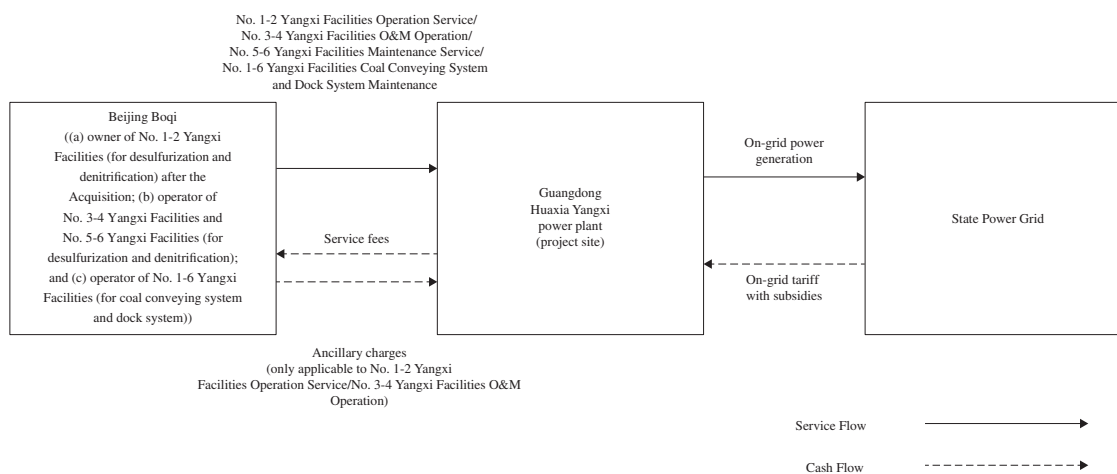 No. 1-2 Yangxi Facilities Operation Service/
No. 3-4 Yangxi Facilities O&M Operation/
No. 5-6 Yangxi Facilities Maintenance Service/
No. 1-6 Yangxi Facilities Coal Conveying System
and Dock System Maintenance
Beijing Boqi
((a) owner of No. 1-2 Yangxi
Facilities (for desulfurization and
denitrification) after the
Acquisition; (b) operator of
No. 3-4 Yangxi Facilities and
No. 5-6 Yangxi Facilities (for
desulfurization and denitrification);
and (c) operator of No. 1-6 Yangxi
Facilities (for coal conveying system
and dock system))
Service fees
Guangdong
Huaxia Yangxi
power plant
(project site)
On-grid power
generation
On-grid tariff
with subsidies
State Power Grid
Ancillary charges
(only applicable to No. 1-2 Yangxi
Facilities Operation Service/No. 3-4 Yangxi Facilities O&M
Operation)
Service Flow
Cash Flow